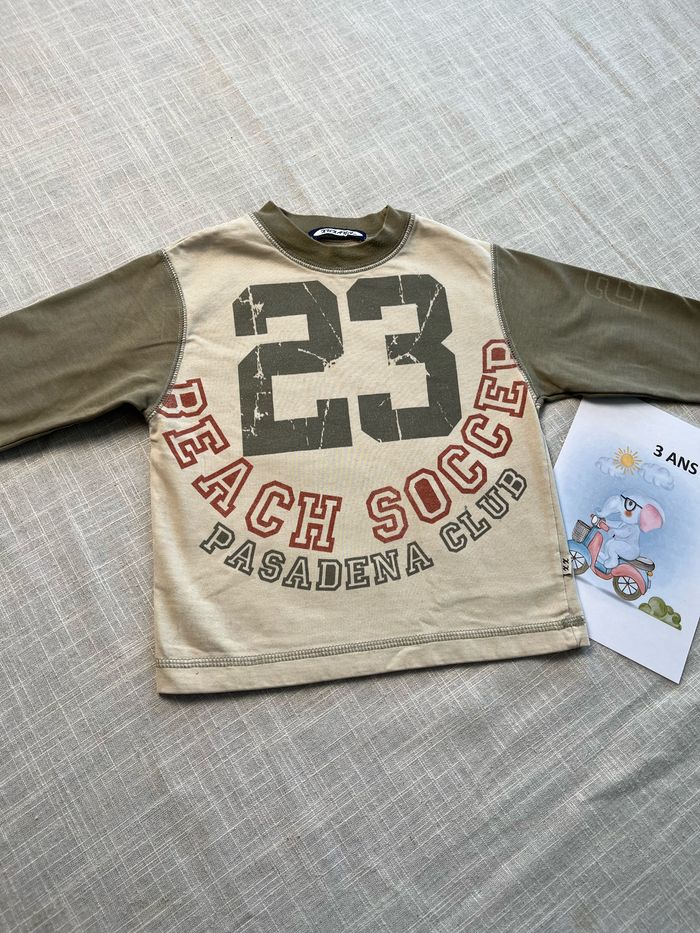 23
BEACH SOCCER
PASADENA CLUB
3 ANS